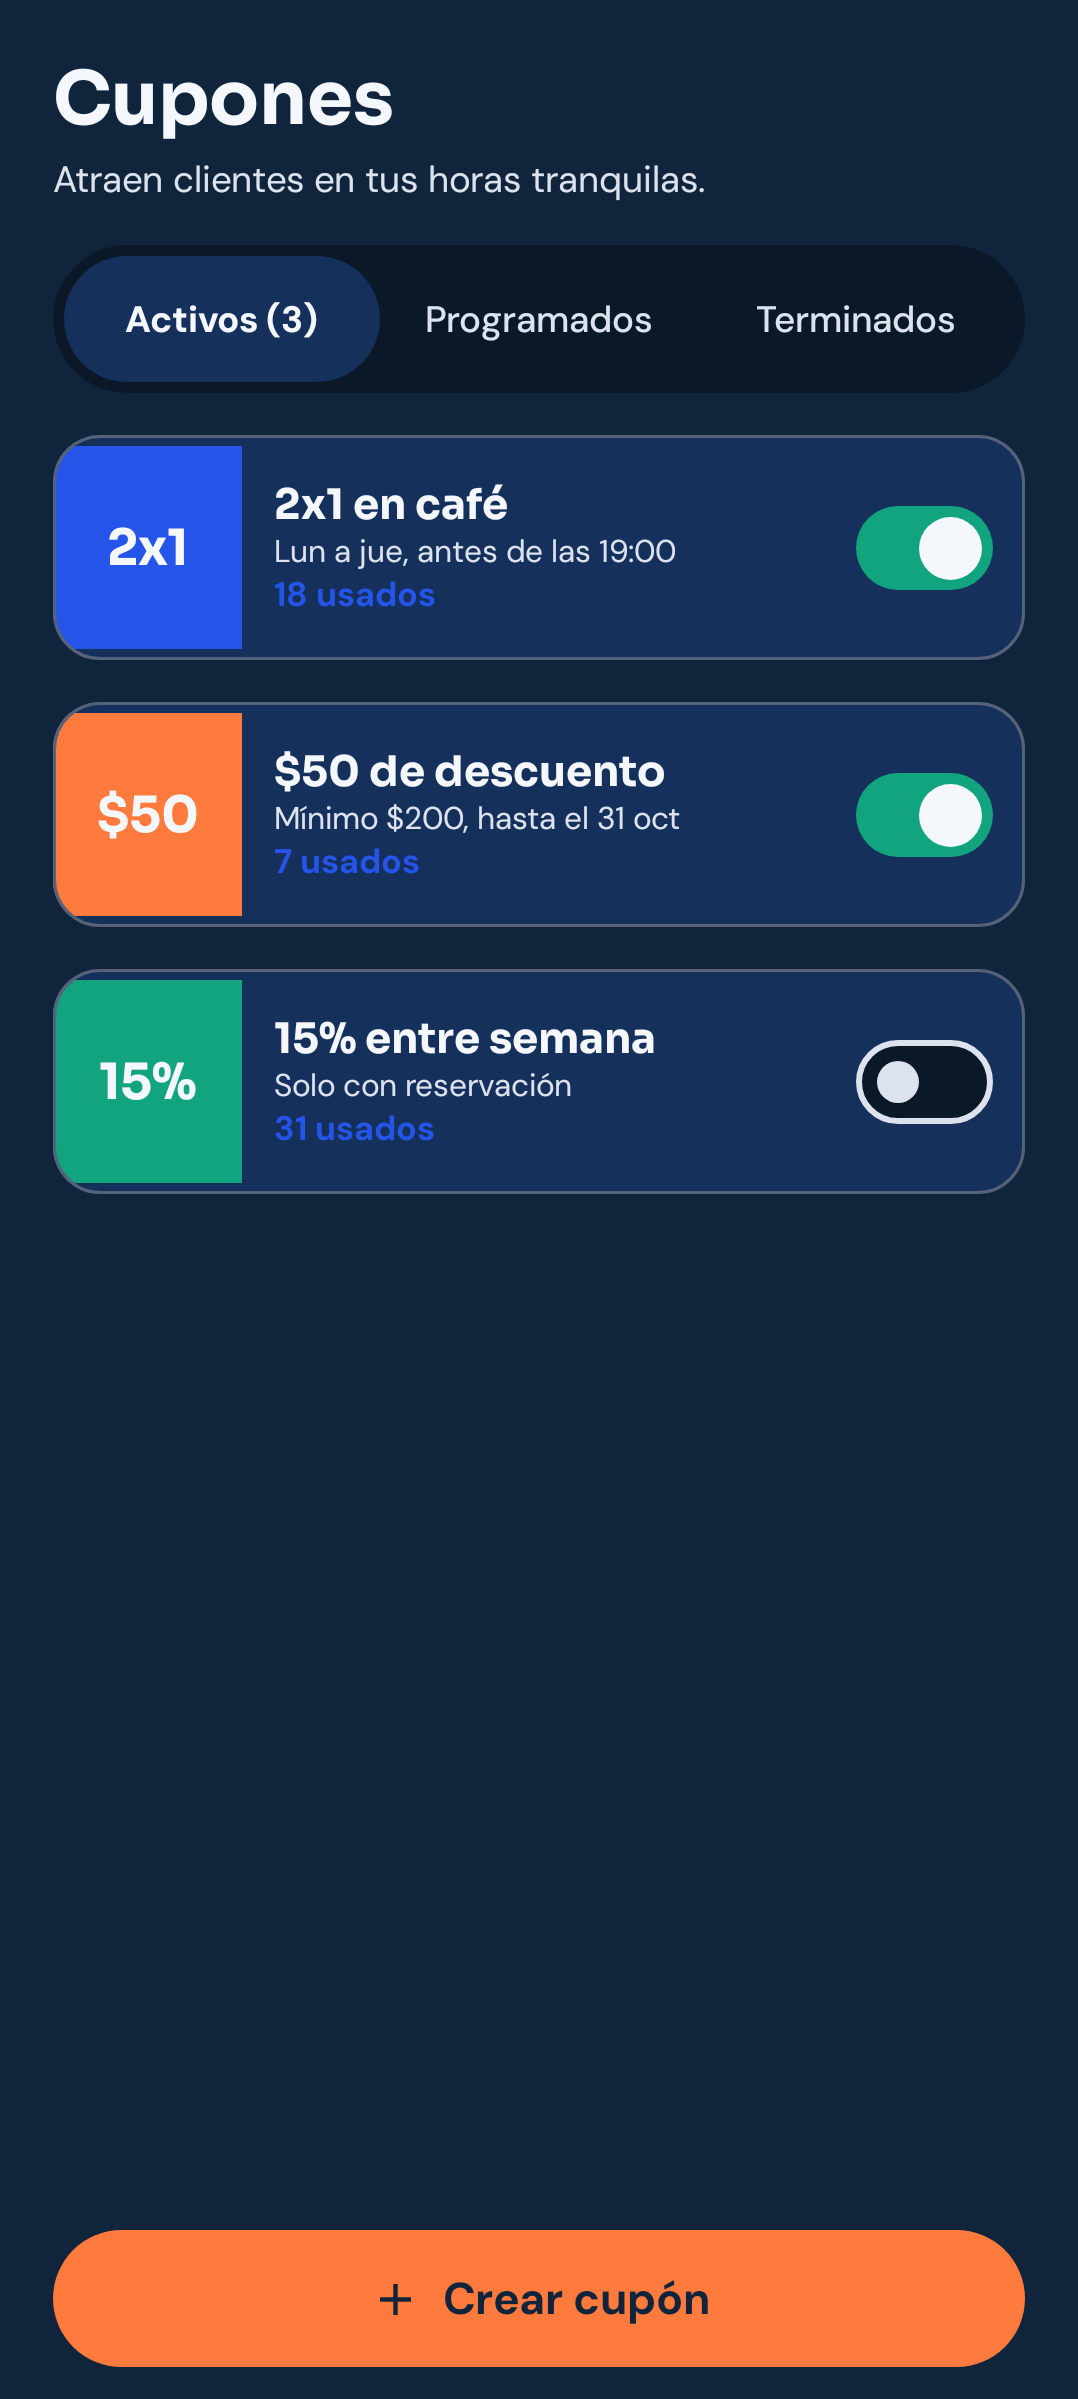 Cupones
Atraen clientes en tus horas tranquilas.
Activos (3) Programados Terminados
2x1
2x1 en café
Lun a jue, antes de las 19:00
18 usados
$50
$50 de descuento
Mínimo $200, hasta el 31 oct
7 usados
15%
15% entre semana
Solo con reservación
31 usados
+ Crear cupón